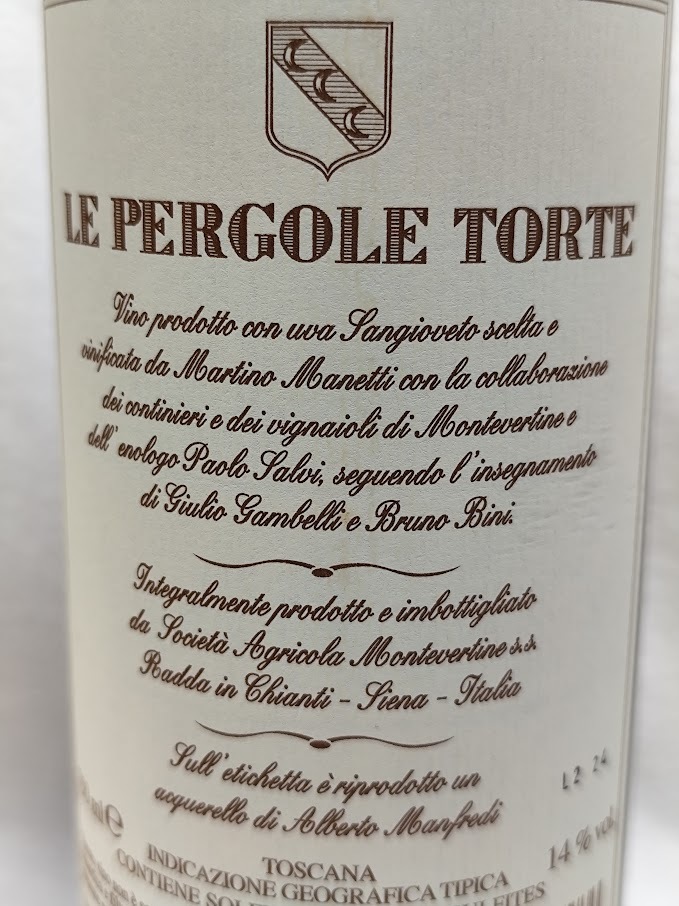 LE PERGOLE TORTE
Vino prodotto con uva Sangioveto scelta e
vinificata da Martino Manetti con la collaborazione
dei continieri e dei vignaioli di Montevertine e
dell' enologo Paolo Salvi, seguendo l'insegnamento
di Giulio Gambelli e Bruno Bini.
Integralmente prodotto e imbottigliato
da Società Agricola Montevertine s.s.
Radda in Chianti - Siena - Italia
Sull'etichetta è riprodotto un
acquerello di Alberto Manfredi
L2 24
ml e
14 % vol.
TOSCANA
INDICAZIONE GEOGRAFICA TIPICA
CONTIENE